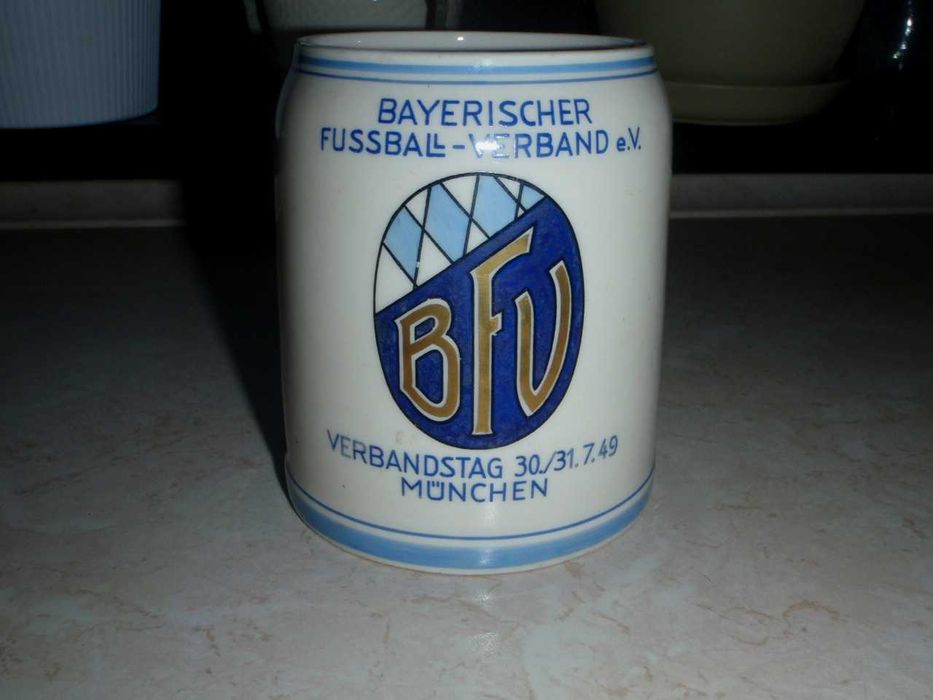 BAYERISCHER
FUSSBALL-VERBAND e.V.
BFV
VERBANDSTAG 30./31.7.49
MÜNCHEN